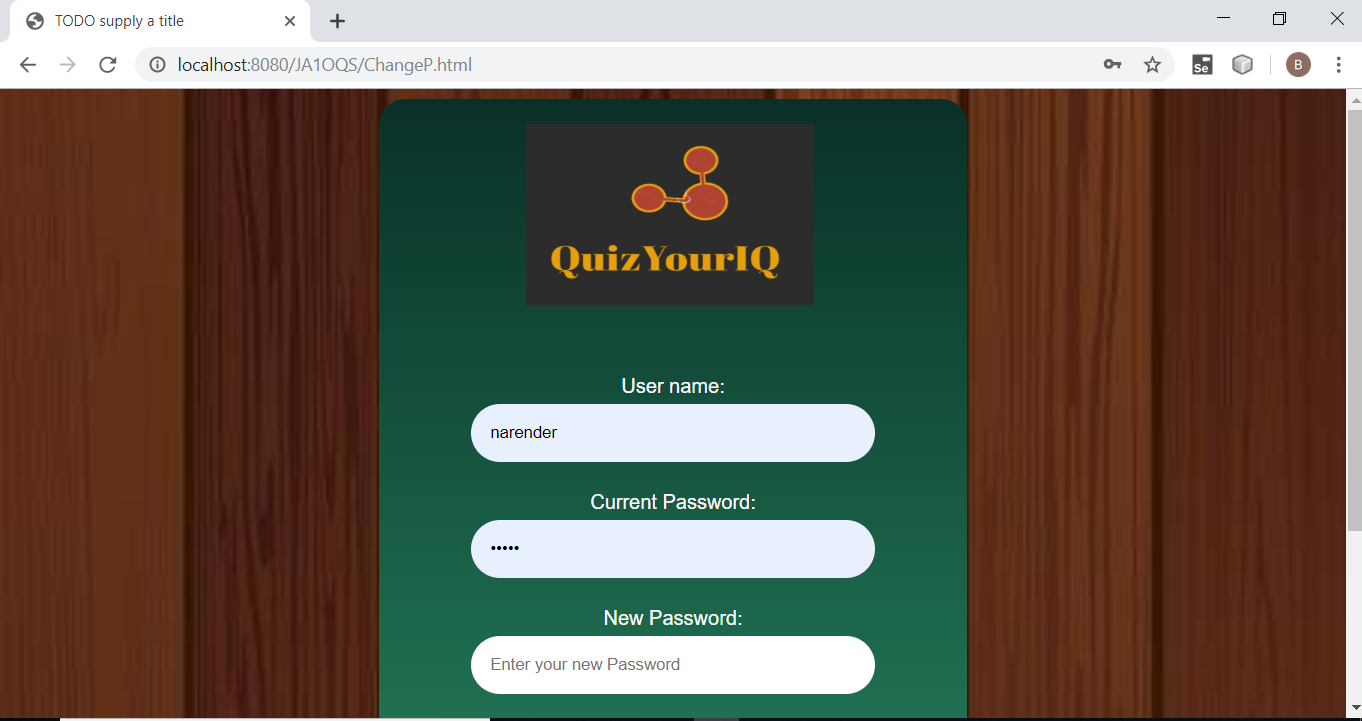 TODO supply a title
localhost:8080/JA1OQS/ChangeP.html
Se
B
QuizYourIQ
User name:
narender
Current Password:
•••••
New Password:
Enter your new Password